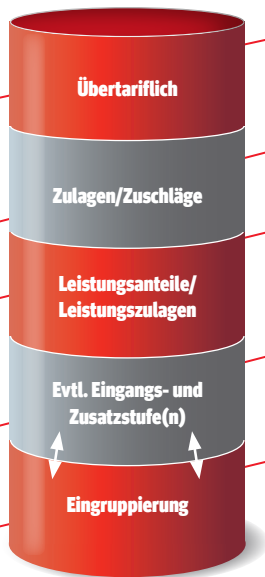 Übertariflich
Zulagen/Zuschläge
Leistungsanteile/
Leistungszulagen
Evtl. Eingangs- und
Zusatzstufe(n)
Eingruppierung